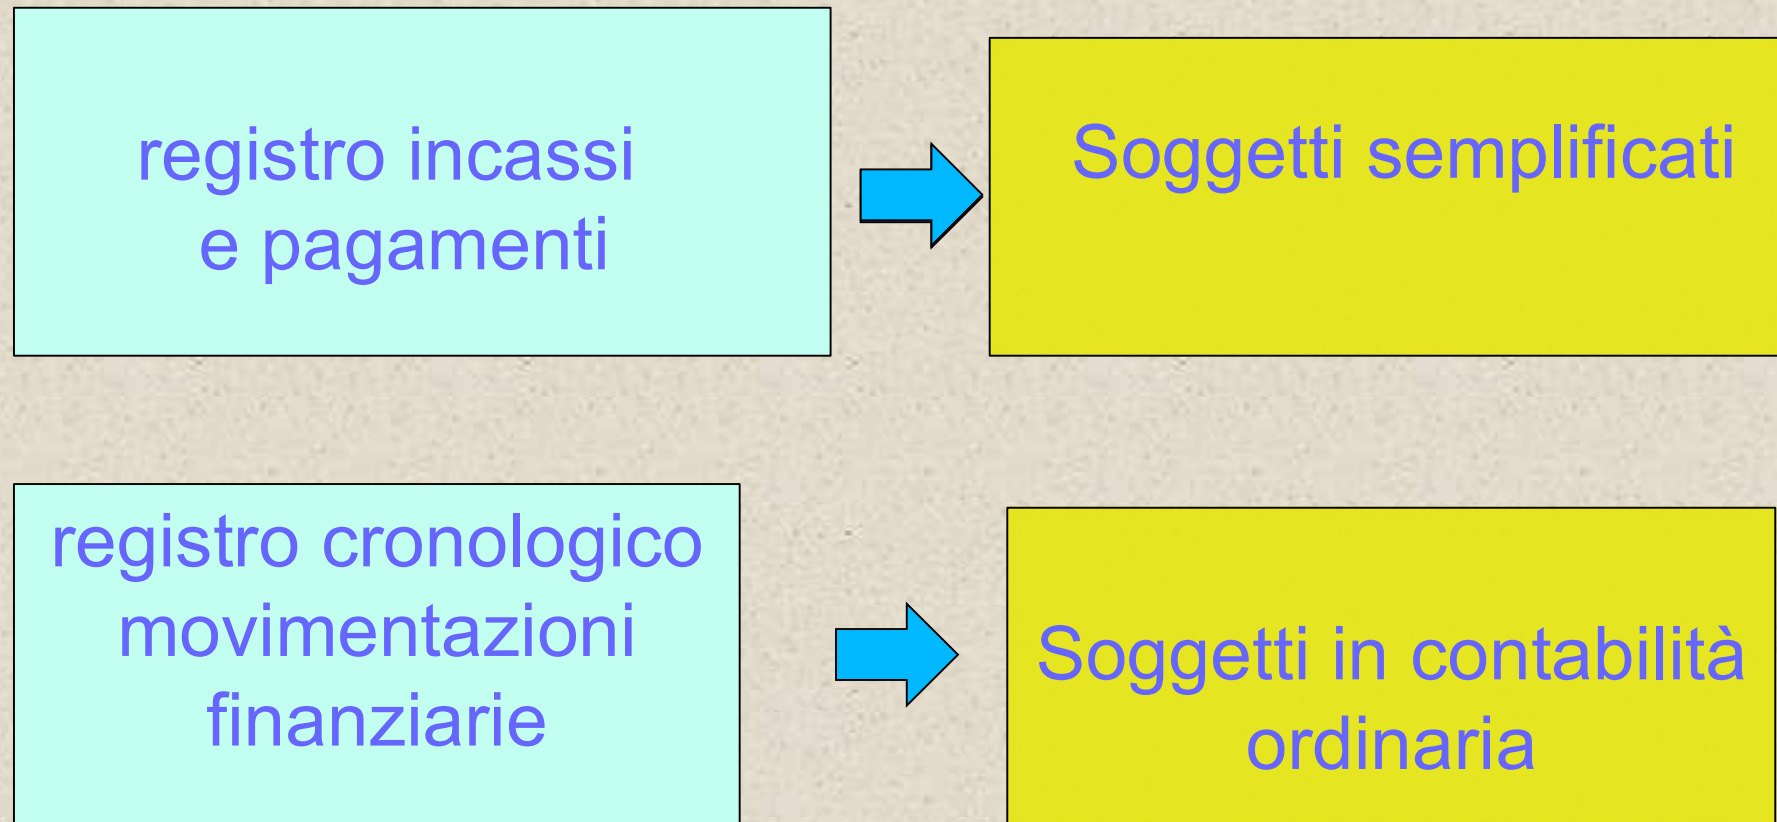 registro incassi
e pagamenti
Soggetti semplificati
registro cronologico
movimentazioni
finanziarie
Soggetti in contabilità
ordinaria